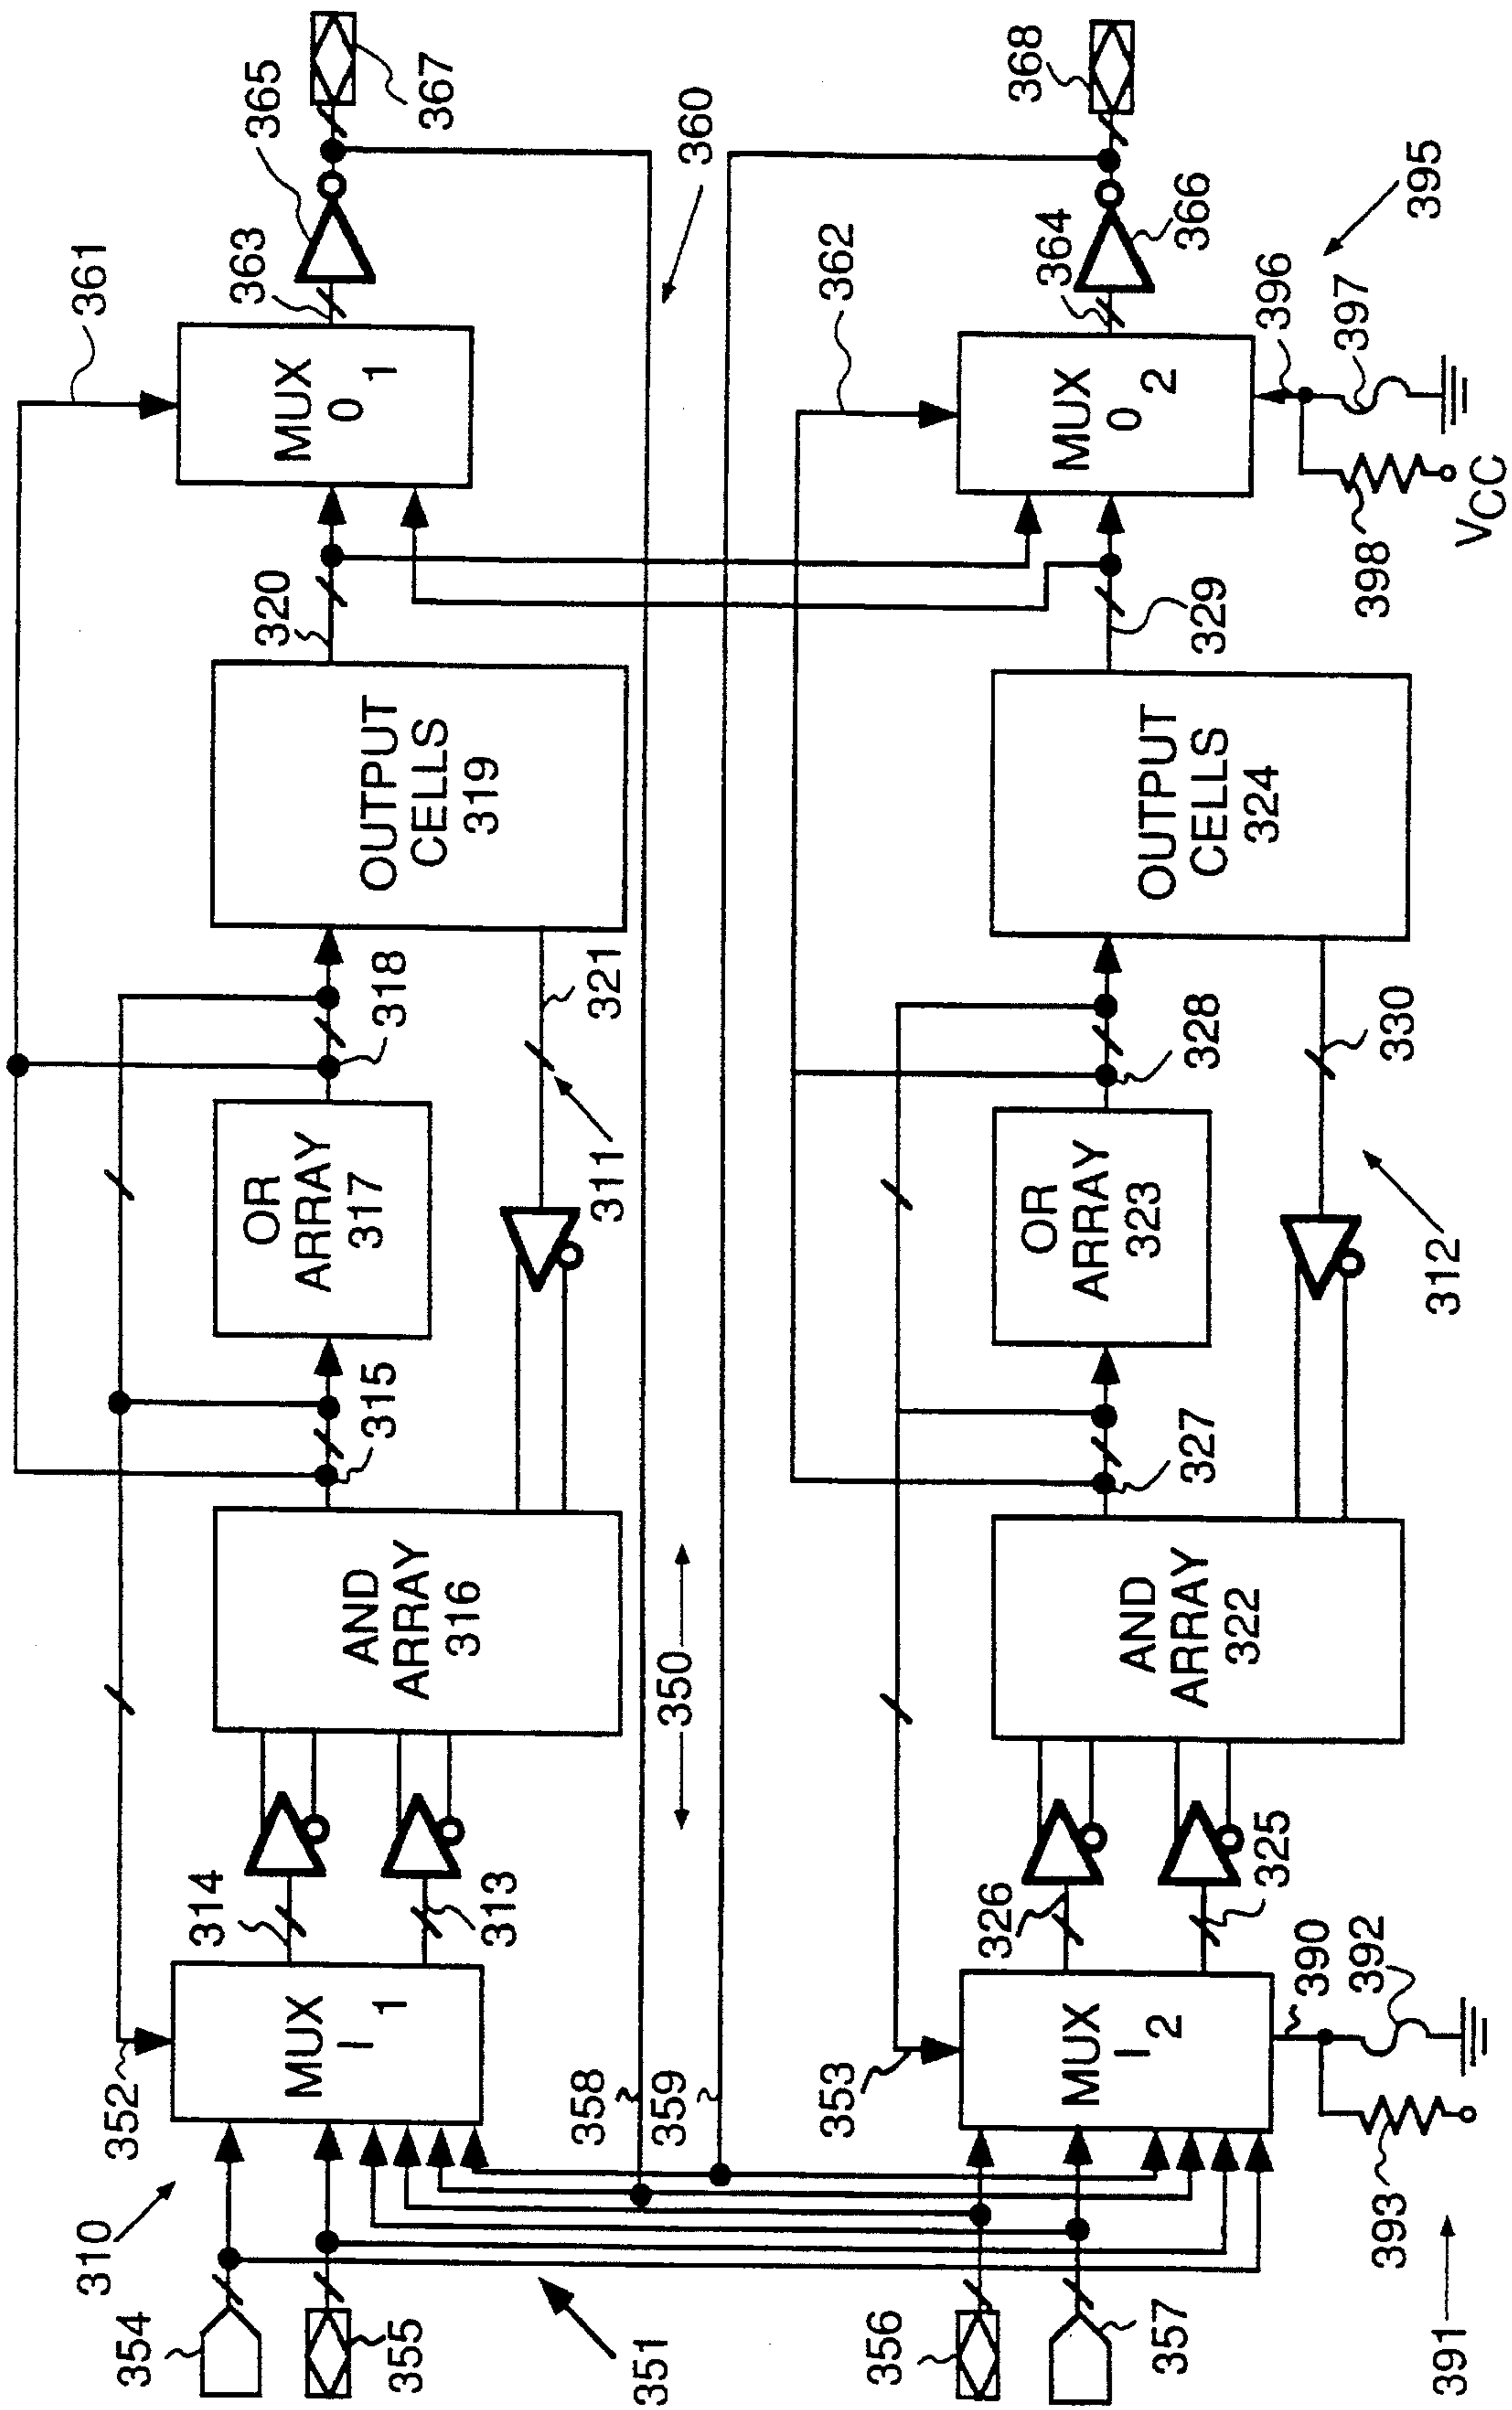 361
363
365
367
MUX
0 1
320
OUTPUT
CELLS
319
318
OR
ARRAY
317
321
311
315
AND
ARRAY
316
314
313
MUX
I 1
352
310
354
355
360
350
358
359
351
362
364
366
368
MUX
0 2
396
397
395
398
VCC
329
OUTPUT
CELLS
324
328
OR
ARRAY
323
330
312
327
AND
ARRAY
322
326
325
MUX
I 2
353
390
392
393
391
356
357